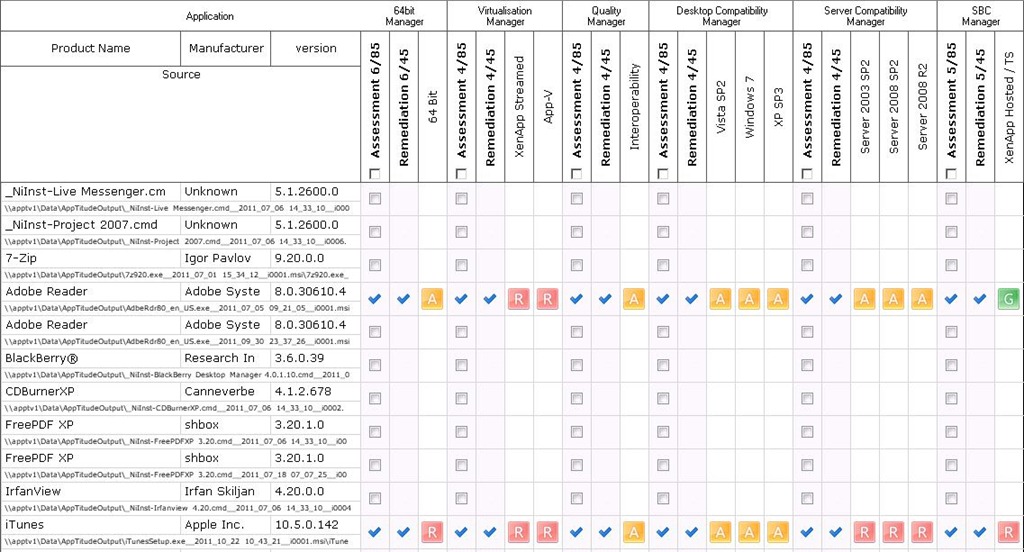 Application
64bit Manager
Virtualisation Manager
Quality Manager
Desktop Compatibility Manager
Server Compatibility Manager
SBC Manager
Product Name Manufacturer version
Source
Assessment 6/85
Remediation 6/45
64 Bit
Assessment 4/85
Remediation 4/45
XenApp Streamed
App-V
Assessment 4/85
Remediation 4/45
Interoperability
Assessment 4/85
Remediation 4/45
Vista SP2
Windows 7
XP SP3
Assessment 4/85
Remediation 4/45
Server 2003 SP2
Server 2008 SP2
Server 2008 R2
Assessment 5/85
Remediation 5/45
XenApp Hosted / TS
_NiInst-Live Messenger.cm Unknown 5.1.2600.0
\\apptv1\Data\AppTitudeOutput\_NiInst-Live Messenger.cmd__2011_07_06 14_33_10__i000
_NiInst-Project 2007.cmd Unknown 5.1.2600.0
\\apptv1\Data\AppTitudeOutput\_NiInst-Project 2007.cmd__2011_07_06 14_33_10__i0006.
7-Zip Igor Pavlov 9.20.0.0
\\apptv1\Data\AppTitudeOutput\7z920.exe__2011_07_01 15_34_12__i0001.msi\7z920.exe_
Adobe Reader Adobe Syste 8.0.30610.4 A R R A A A A A A A G
\\apptv1\Data\AppTitudeOutput\AdbeRdr80_en_US.exe__2011_07_05 09_21_05__i0001.msi
Adobe Reader Adobe Syste 8.0.30610.4
\\apptv1\Data\AppTitudeOutput\AdbeRdr80_en_US.exe__2011_09_30 23_37_26__i0001.msi
BlackBerry® Research In 3.6.0.39
\\apptv1\Data\AppTitudeOutput\_NiInst-BlackBerry Desktop Manager 4.0.1.10.cmd__2011_0
CDBurnerXP Canneverbe 4.1.2.678
\\apptv1\Data\AppTitudeOutput\_NiInst-CDBurnerXP.cmd__2011_07_06 14_33_10__i0002.
FreePDF XP shbox 3.20.1.0
\\apptv1\Data\AppTitudeOutput\_NiInst-FreePDFXP 3.20.cmd__2011_07_06 14_33_10__i00
FreePDF XP shbox 3.20.1.0
\\apptv1\Data\AppTitudeOutput\_NiInst-FreePDFXP 3.20.cmd__2011_07_18 07_07_25__i00
IrfanView Irfan Skiljan 4.20.0.0
\\apptv1\Data\AppTitudeOutput\_NiInst-Irfanview 4.20.cmd__2011_07_06 14_33_10__i0004
iTunes Apple Inc. 10.5.0.142 R R R A A A A R R R R
\\apptv1\Data\AppTitudeOutput\iTunesSetup.exe__2011_10_22 10_43_21__i0001.msi\iTune